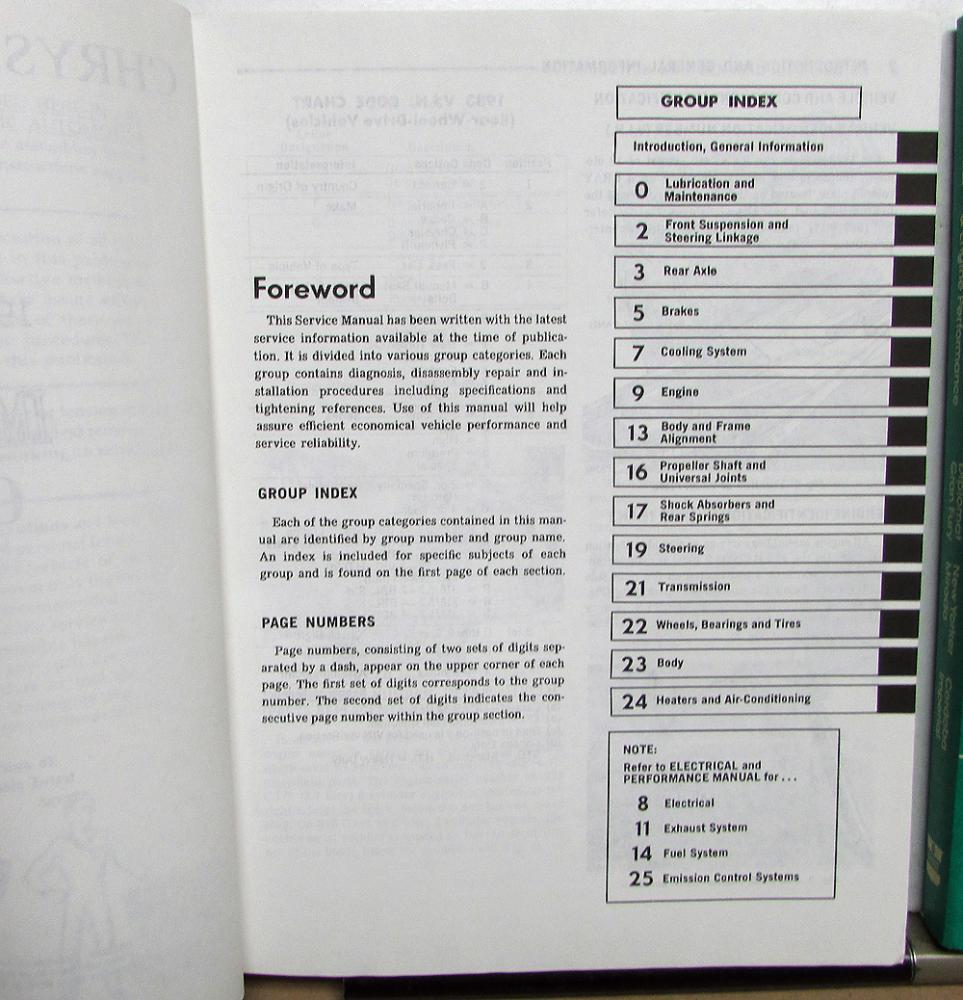 Foreword
This Service Manual has been written with the latest
service information available at the time of publica-
tion. It is divided into various group categories. Each
group contains diagnosis, disassembly repair and in-
stallation procedures including specifications and
tightening references. Use of this manual will help
assure efficient economical vehicle performance and
service reliability.
GROUP INDEX
Each of the group categories contained in this man-
ual are identified by group number and group name.
An index is included for specific subjects of each
group and is found on the first page of each section.
PAGE NUMBERS
Page numbers, consisting of two sets of digits sep-
arated by a dash, appear on the upper corner of each
page. The first set of digits corresponds to the group
number. The second set of digits indicates the con-
secutive page number within the group section.
GROUP INDEX
Introduction, General Information
0 Lubrication and
Maintenance
2 Front Suspension and
Steering Linkage
3 Rear Axle
5 Brakes
7 Cooling System
9 Engine
13 Body and Frame
Alignment
16 Propeller Shaft and
Universal Joints
17 Shock Absorbers and
Rear Springs
19 Steering
21 Transmission
22 Wheels, Bearings and Tires
23 Body
24 Heaters and Air-Conditioning
NOTE:
Refer to ELECTRICAL and
PERFORMANCE MANUAL for . . .
8 Electrical
11 Exhaust System
14 Fuel System
25 Emission Control Systems
Performance
Diplomat
Gran Fury
New Yorker
Mirada
Cordoba
Imperial